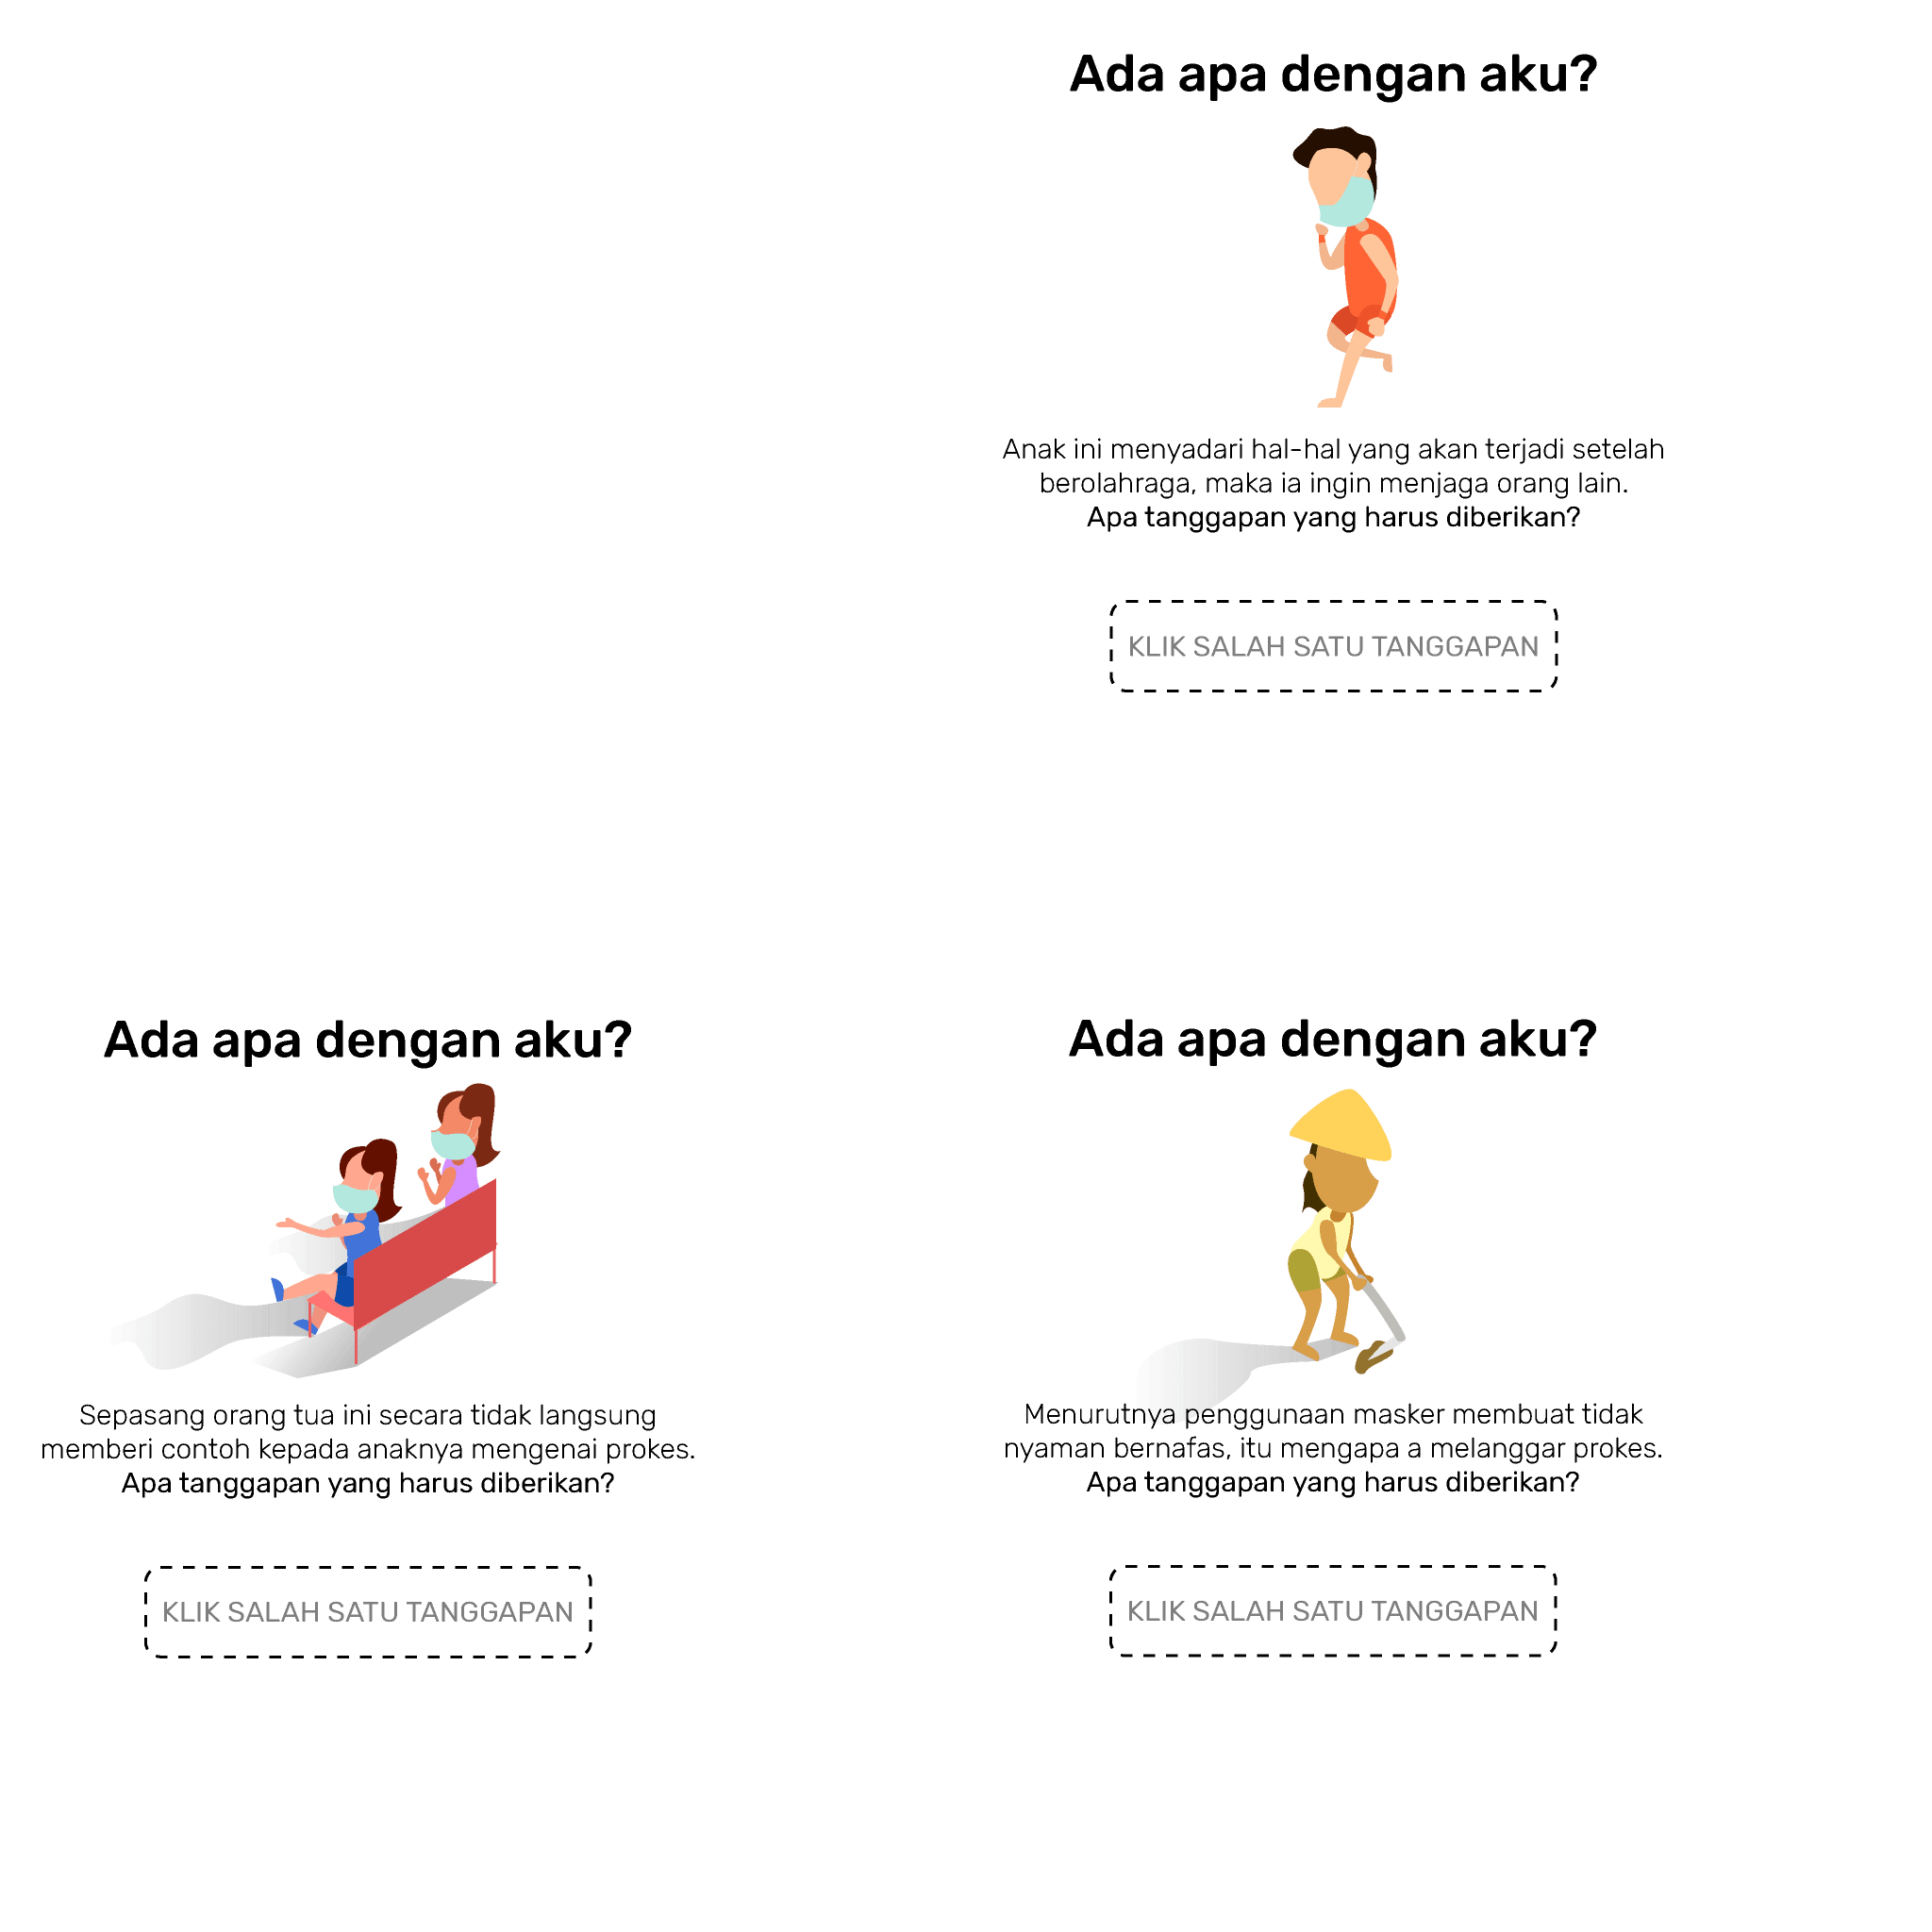 Ada apa dengan aku?
Anak ini menyadari hal-hal yang akan terjadi setelah
berolahraga, maka ia ingin menjaga orang lain.
Apa tanggapan yang harus diberikan?
KLIK SALAH SATU TANGGAPAN
Ada apa dengan aku?
Sepasang orang tua ini secara tidak langsung
memberi contoh kepada anaknya mengenai prokes.
Apa tanggapan yang harus diberikan?
KLIK SALAH SATU TANGGAPAN
Ada apa dengan aku?
Menurutnya penggunaan masker membuat tidak
nyaman bernafas, itu mengapa a melanggar prokes.
Apa tanggapan yang harus diberikan?
KLIK SALAH SATU TANGGAPAN